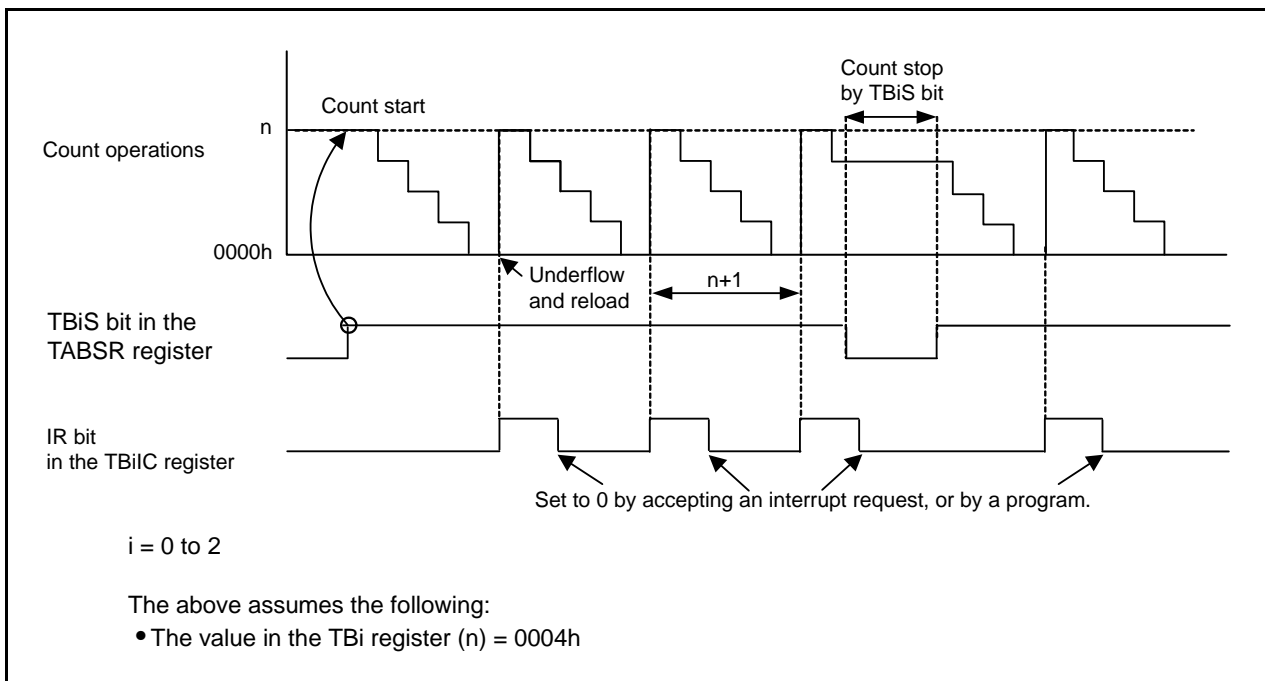 Count stop
by TBiS bit
Count start
n
Count operations
0000h
Underflow
and reload
n+1
TBiS bit in the
TABSR register
IR bit
in the TBiIC register
Set to 0 by accepting an interrupt request, or by a program.
i = 0 to 2
The above assumes the following:
• The value in the TBi register (n) = 0004h